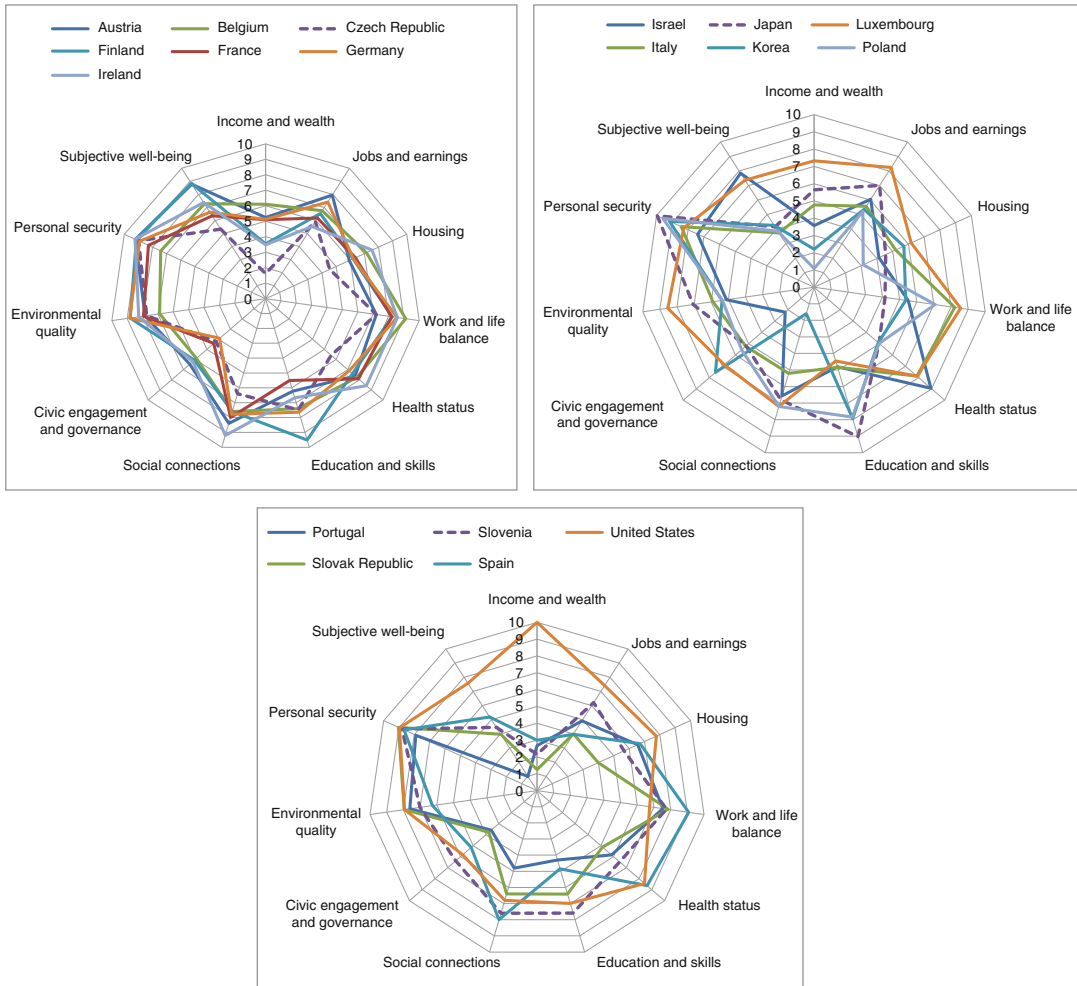 Austria Belgium Czech Republic
Finland France Germany
Ireland
Income and wealth
10
9
8
7
6
5
4
3
2
1
0
Subjective well-being
Jobs and earnings
Personal security
Housing
Environmental
quality
Work and life
balance
Civic engagement
and governance
Health status
Social connections
Education and skills
Israel Japan Luxembourg
Italy Korea Poland
Income and wealth
10
9
8
7
6
5
4
3
2
1
0
Subjective well-being
Jobs and earnings
Personal security
Housing
Environmental
quality
Work and life
balance
Civic engagement
and governance
Health status
Social connections
Education and skills
Portugal Slovenia United States
Slovak Republic Spain
Income and wealth
10
9
8
7
6
5
4
3
2
1
0
Subjective well-being
Jobs and earnings
Personal security
Housing
Environmental
quality
Work and life
balance
Civic engagement
and governance
Health status
Social connections
Education and skills